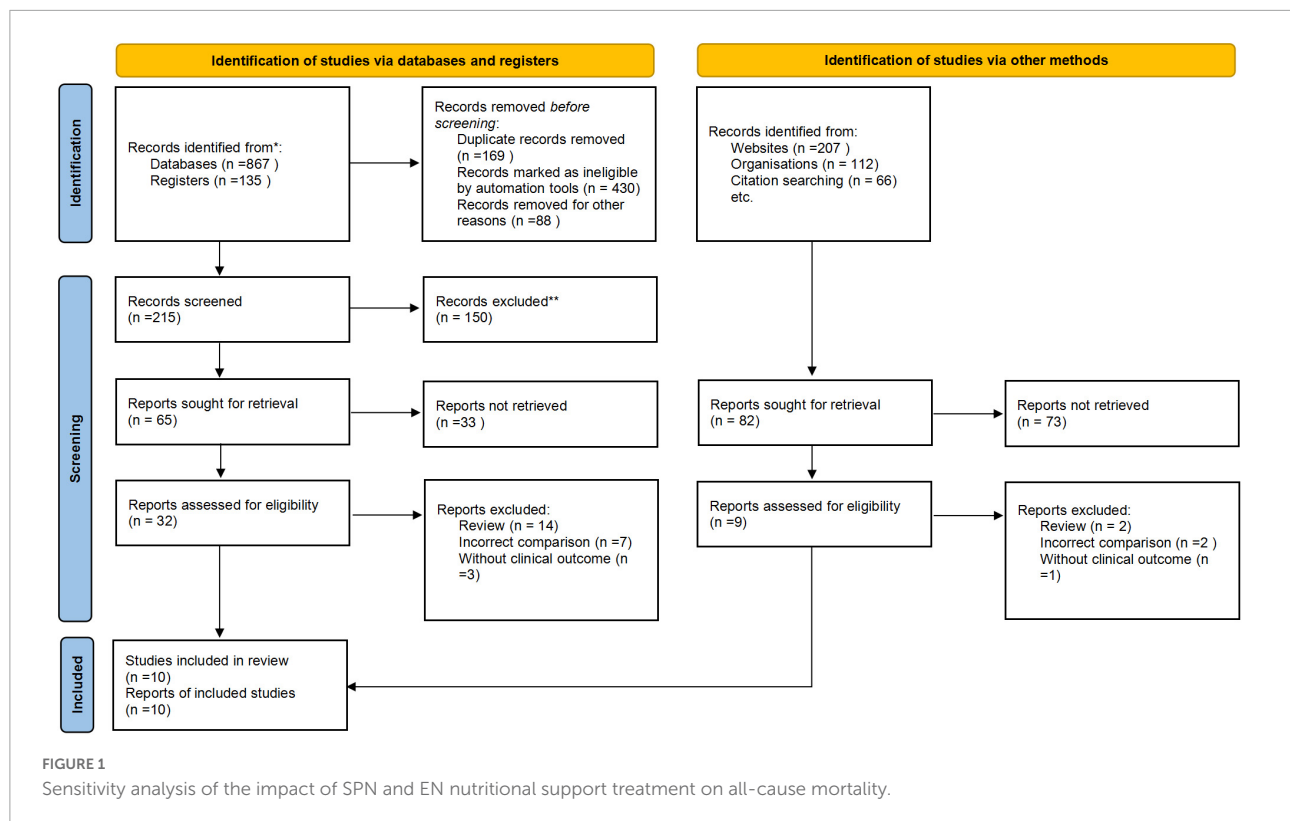 Identification of studies via databases and registers
Identification of studies via other methods
Identification
Records identified from*:
Databases (n =867 )
Registers (n =135 )
Records removed before
screening:
Duplicate records removed
(n =169 )
Records marked as ineligible
by automation tools (n = 430)
Records removed for other
reasons (n =88 )
Records identified from:
Websites (n =207 )
Organisations (n = 112)
Citation searching (n = 66)
etc.
Screening
Records screened
(n =215)
Records excluded**
(n = 150)
Reports sought for retrieval
(n = 65)
Reports not retrieved
(n =33 )
Reports sought for retrieval
(n = 82)
Reports not retrieved
(n = 73)
Reports assessed for eligibility
(n = 32)
Reports excluded:
Review (n = 14)
Incorrect comparison (n =7)
Without clinical outcome (n
=3)
Reports assessed for eligibility
(n =9)
Reports excluded:
Review (n = 2)
Incorrect comparison (n =2 )
Without clinical outcome (n
=1)
Included
Studies included in review
(n =10)
Reports of included studies
(n =10)
FIGURE 1
Sensitivity analysis of the impact of SPN and EN nutritional support treatment on all-cause mortality.